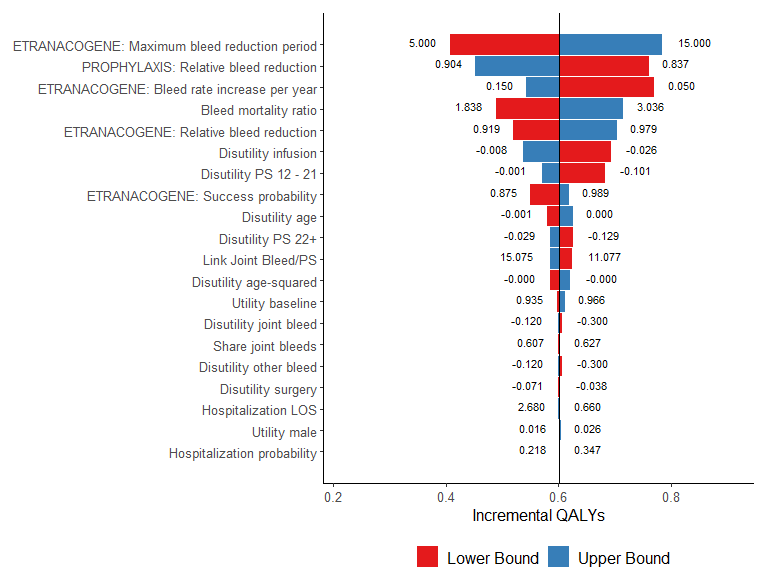 ETRANACOGENE: Maximum bleed reduction period 5.000 15.000
PROPHYLAXIS: Relative bleed reduction 0.904 0.837
ETRANACOGENE: Bleed rate increase per year 0.150 0.050
Bleed mortality ratio 1.838 3.036
ETRANACOGENE: Relative bleed reduction 0.919 0.979
Disutility infusion -0.008 -0.026
Disutility PS 12 - 21 -0.001 -0.101
ETRANACOGENE: Success probability 0.875 0.989
Disutility age -0.001 0.000
Disutility PS 22+ -0.029 -0.129
Link Joint Bleed/PS 15.075 11.077
Disutility age-squared -0.000 -0.000
Utility baseline 0.935 0.966
Disutility joint bleed -0.120 -0.300
Share joint bleeds 0.607 0.627
Disutility other bleed -0.120 -0.300
Disutility surgery -0.071 -0.038
Hospitalization LOS 2.680 0.660
Utility male 0.016 0.026
Hospitalization probability 0.218 0.347
0.2 0.4 0.6 0.8
Incremental QALYs
Lower Bound Upper Bound